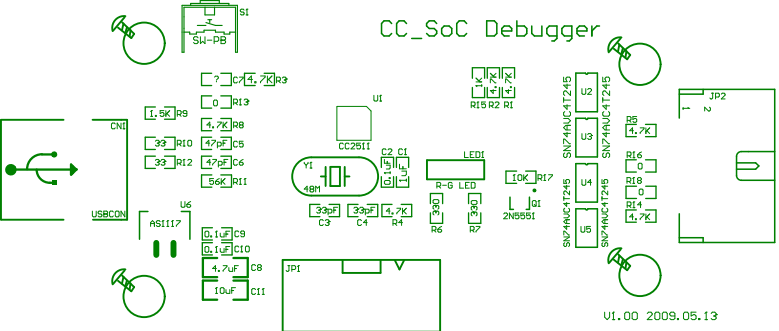 CC_SoC Debugger
S1
SW-PB
CN1
USBCONN
? C7
4.7K R3
0 R13
1.5K R9
4.7K R8
33 R10
47pF C5
33 R12
47pF C6
56K R11
U6
AS1117
0.1uF C9
0.1uF C10
4.7uF C8
10uF C11
U1
CC2511
Y1
48M
C2 C1
0.1uF
1uF
33pF
C3
33pF
C4
4.7K
R4
JP1
1K
4.7K
4.7K
R15 R2 R1
LED1
R-G LED
330
R6
330
R7
10K R17
Q1
2N5551
U2
SN74AUC4T245
U3
SN74AUC4T245
U4
SN74AUC4T245
U5
SN74AUC4T245
R5
4.7K
R16
0
R18
0
R14
4.7K
JP2
1 2
V1.00 2009.05.13